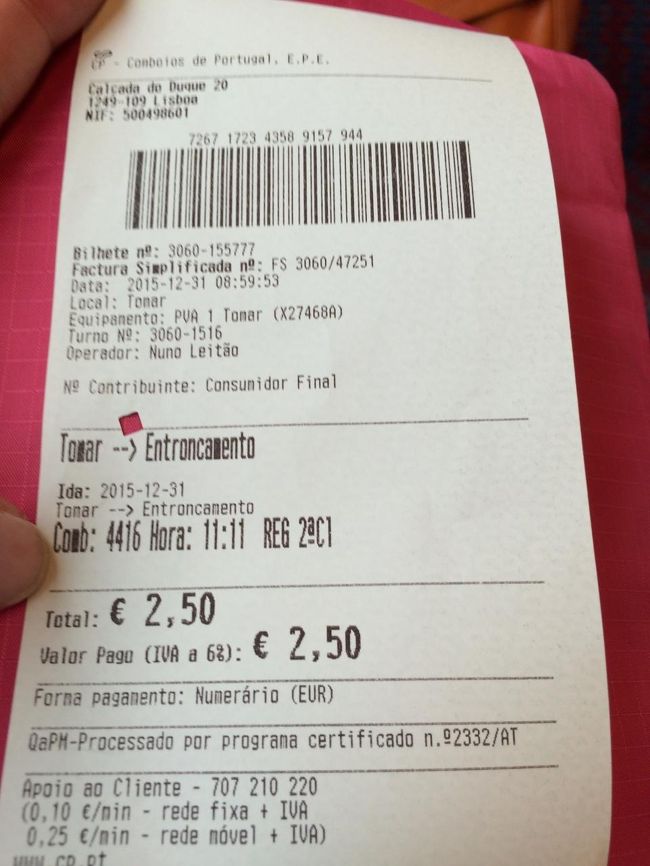 CP - Comboios de Portugal, E.P.E.
Calçada do Duque 20
1249-109 Lisboa
NIF: 500498601
7267 1723 4358 9157 944
Bilhete nº: 3060-155777
Factura Simplificada nº: FS 3060/47251
Data: 2015-12-31 08:59:53
Local: Tomar
Equipamento: PVA 1 Tomar (X27468A)
Turno Nº: 3060-1516
Operador: Nuno Leitão
Nº Contribuinte: Consumidor Final
Tomar --> Entroncamento
Ida: 2015-12-31
Tomar --> Entroncamento
Comb: 4416 Hora: 11:11 REG 2ªCl
Total: € 2,50
Valor Pago (IVA a 6%): € 2,50
Forma pagamento: Numerário (EUR)
QaPM-Processado por programa certificado n.º2332/AT
Apoio ao Cliente - 707 210 220
(0,10 €/min - rede fixa + IVA
0,25 €/min - rede móvel + IVA)
www.cp.pt